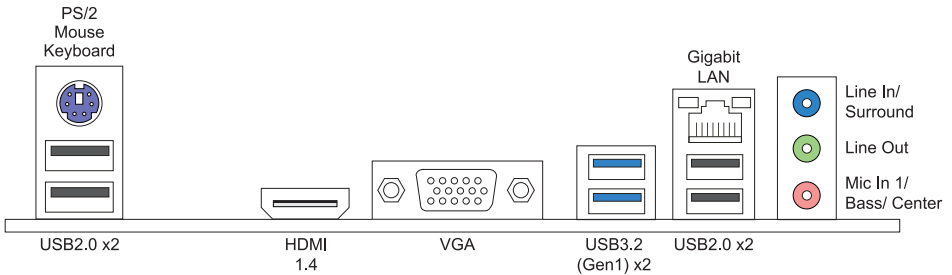 PS/2
Mouse
Keyboard
Gigabit
LAN
Line In/
Surround
Line Out
Mic In 1/
Bass/ Center
USB2.0 x2
HDMI
1.4
VGA
USB3.2
(Gen1) x2
USB2.0 x2